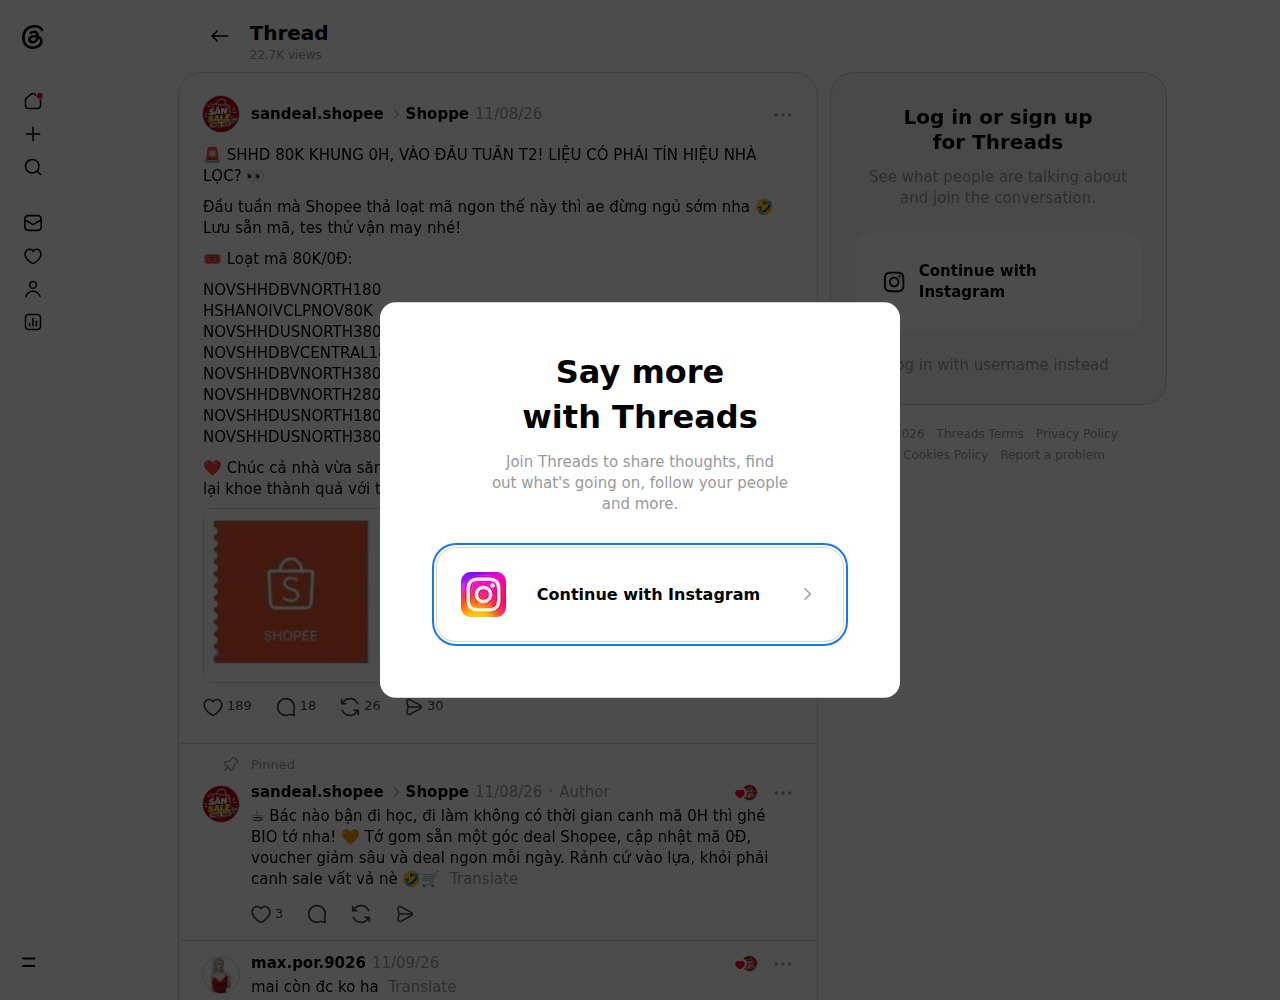 Thread
22.7K views
sandeal.shopee > Shoppe 11/08/26
🚨 SHHD 80K KHUNG 0H, VÀO ĐẦU TUẦN T2! LIỆU CÓ PHẢI TÍN HIỆU NHÀ
LỌC? 👀
Đầu tuần mà Shopee thả loạt mã ngon thế này thì ae đừng ngủ sớm nha 🤣
Lưu sẵn mã, tes thử vận may nhé!
🎟️ Loạt mã 80K/0Đ:
NOVSHHDBVNORTH180
HSHANOIVCLPNOV80K
NOVSHHDUSNORTH380
NOVSHHDBVCENTRAL18
NOVSHHDBVNORTH380
NOVSHHDBVNORTH280
NOVSHHDUSNORTH180
NOVSHHDUSNORTH380
❤️ Chúc cả nhà vừa săn
lại khoe thành quả với t
SHOPEE
189 18 26 30
Pinned
sandeal.shopee > Shoppe 11/08/26 · Author
☕ Bác nào bận đi học, đi làm không có thời gian canh mã 0H thì ghé
BIO tớ nha! 🧡 Tớ gom sẵn một góc deal Shopee, cập nhật mã 0Đ,
voucher giảm sâu và deal ngon mỗi ngày. Rảnh cứ vào lựa, khỏi phải
canh sale vất vả nè 🤣🛒 Translate
3
max.por.9026 11/09/26
mai còn đc ko ha Translate
Say more
with Threads
Join Threads to share thoughts, find
out what's going on, follow your people
and more.
Continue with Instagram
Log in or sign up
for Threads
See what people are talking about
and join the conversation.
Continue with
Instagram
og in with username instead
026 Threads Terms Privacy Policy
Cookies Policy Report a problem